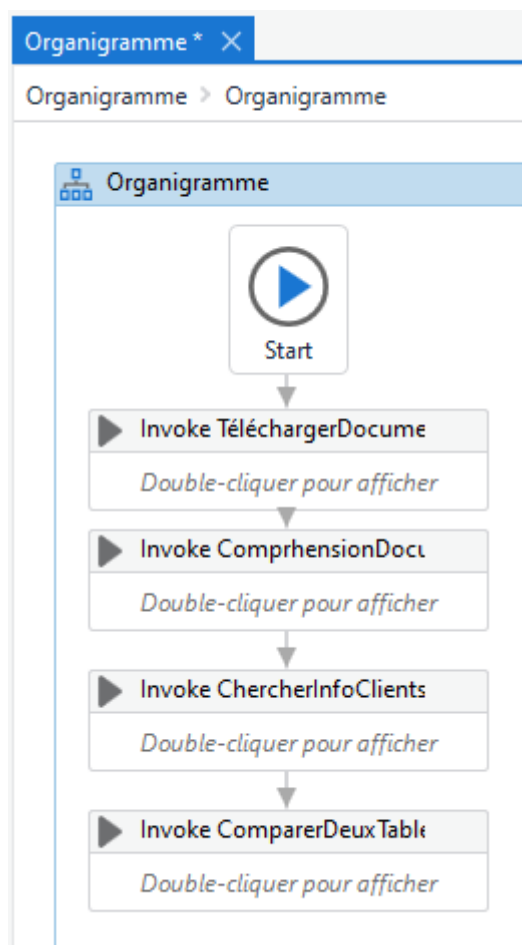 Organigramme *
Organigramme > Organigramme
Organigramme
Start
Invoke TéléchargerDocume
Double-cliquer pour afficher
Invoke ComprhensionDocu
Double-cliquer pour afficher
Invoke ChercherInfoClients
Double-cliquer pour afficher
Invoke ComparerDeuxTable
Double-cliquer pour afficher